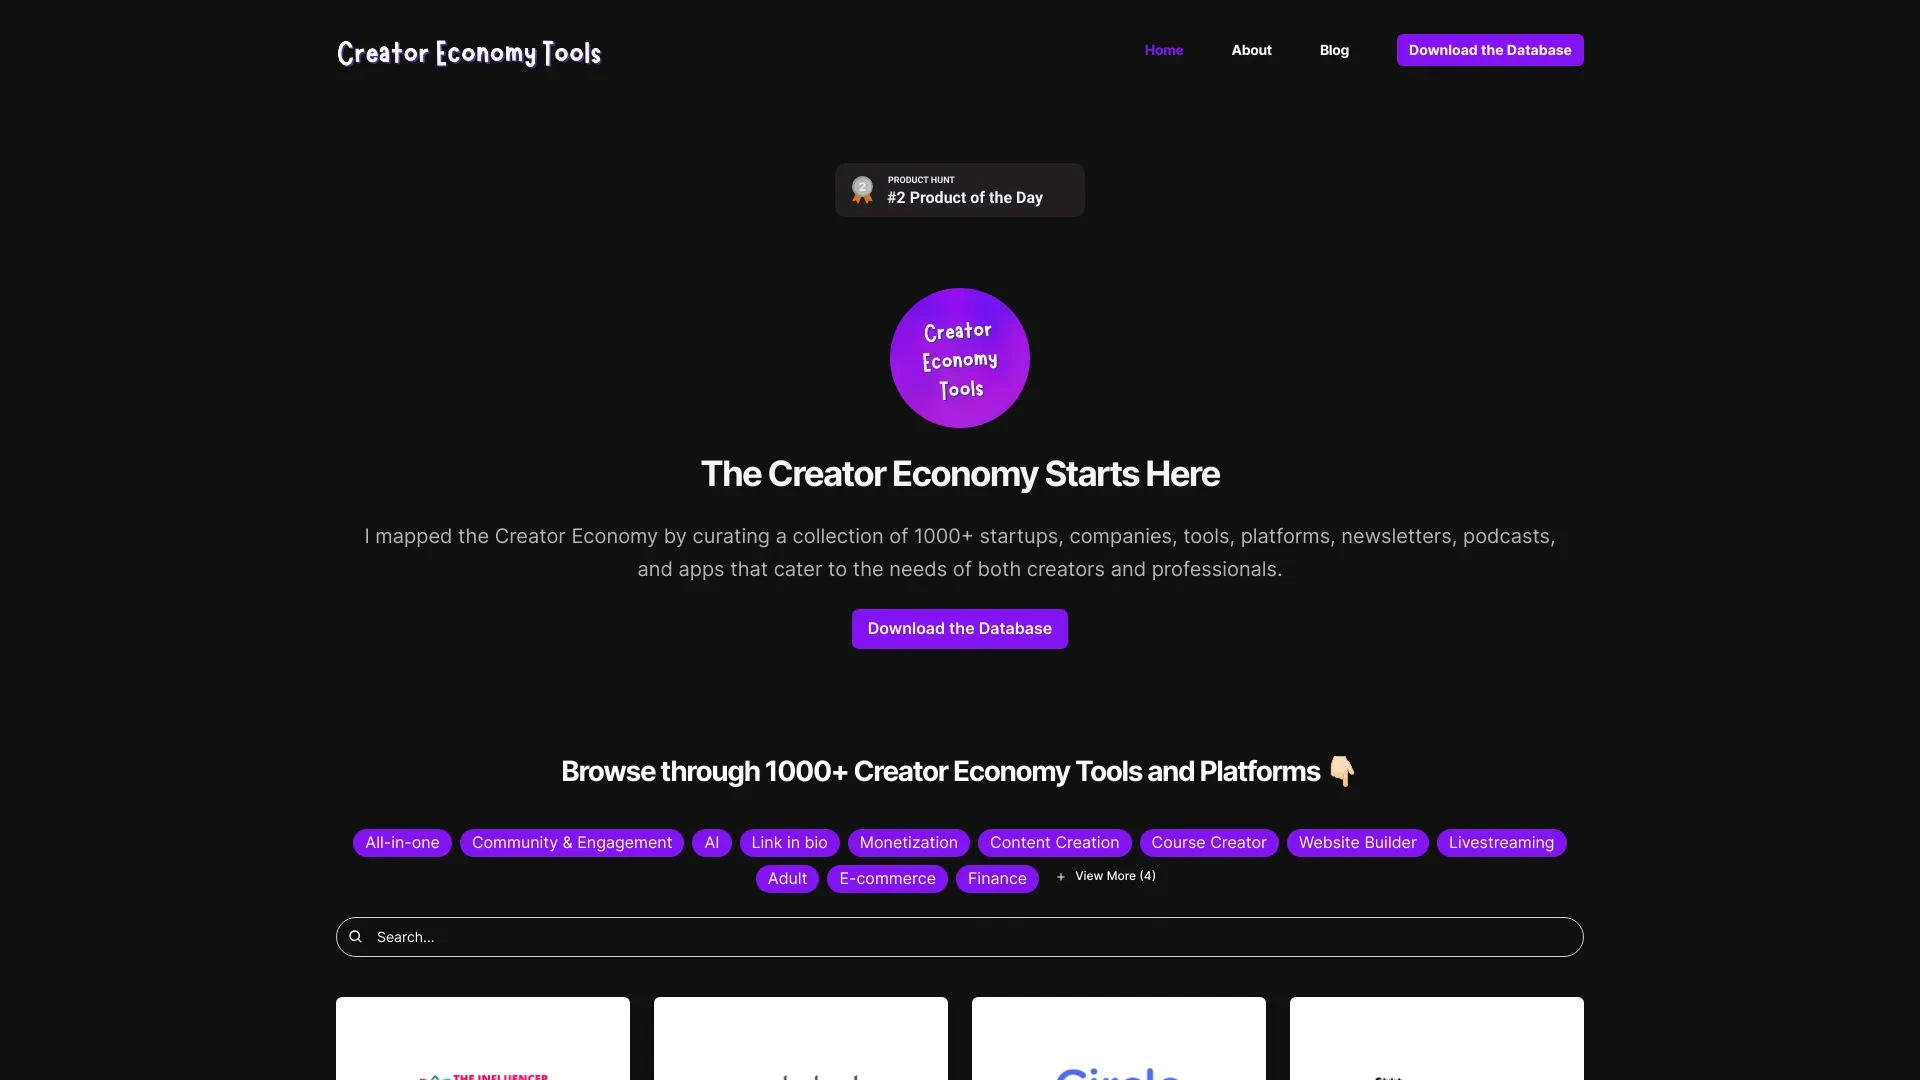 Creator Economy Tools
Home
About
Blog
Download the Database
2
PRODUCT HUNT
#2 Product of the Day
Creator
Economy
Tools
The Creator Economy Starts Here
I mapped the Creator Economy by curating a collection of 1000+ startups, companies, tools, platforms, newsletters, podcasts,
and apps that cater to the needs of both creators and professionals.
Download the Database
Browse through 1000+ Creator Economy Tools and Platforms 👇🏻
All-in-one
Community & Engagement
AI
Link in bio
Monetization
Content Creation
Course Creator
Website Builder
Livestreaming
Adult
E-commerce
Finance
+ View More (4)
Search...
THE INFLUENCER
Circle